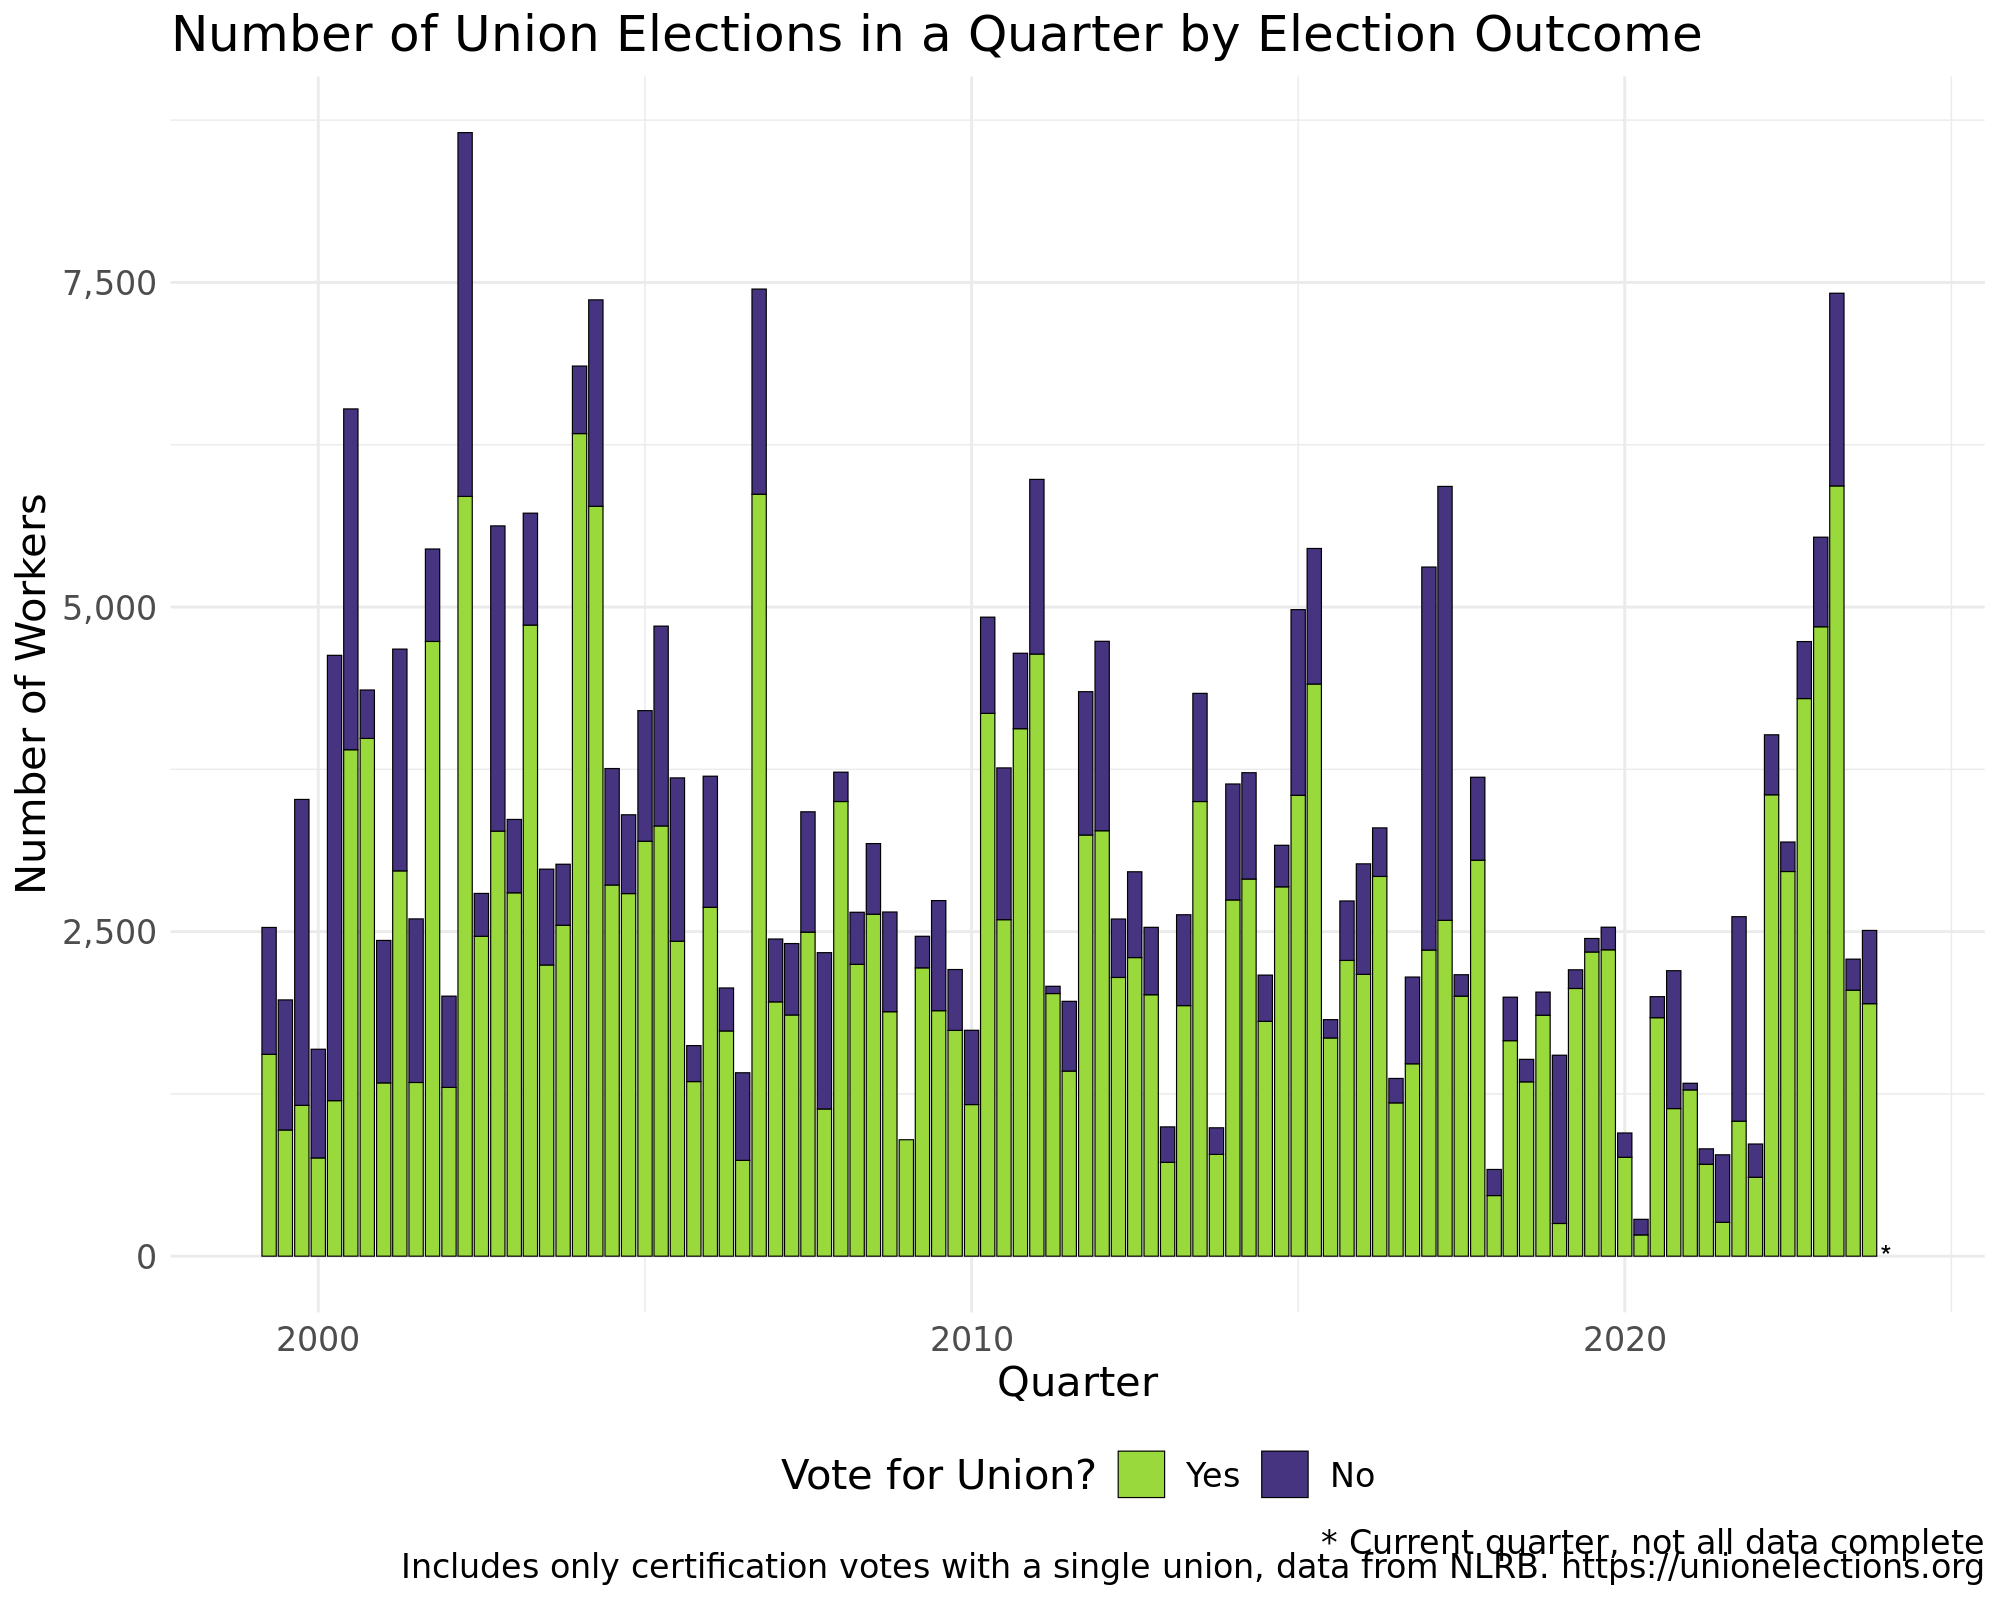 Number of Union Elections in a Quarter by Election Outcome
Number of Workers
7,500
5,000
2,500
0
*
2000
2010
2020
Quarter
Vote for Union?
Yes
No
* Current quarter, not all data complete
Includes only certification votes with a single union, data from NLRB. https://unionelections.org